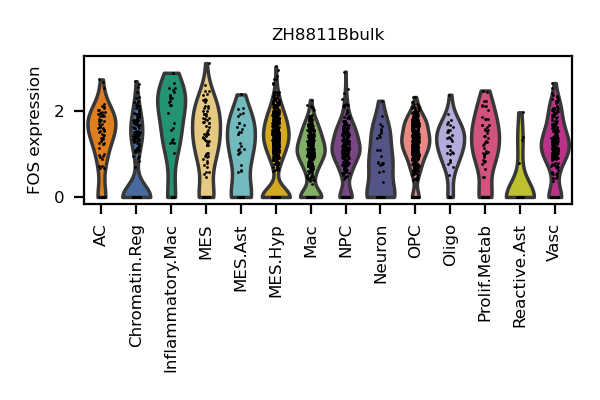 ZH8811Bbulk
FOS expression
2
0
AC
Chromatin.Reg
Inflammatory.Mac
MES
MES.Ast
MES.Hyp
Mac
NPC
Neuron
OPC
Oligo
Prolif.Metab
Reactive.Ast
Vasc